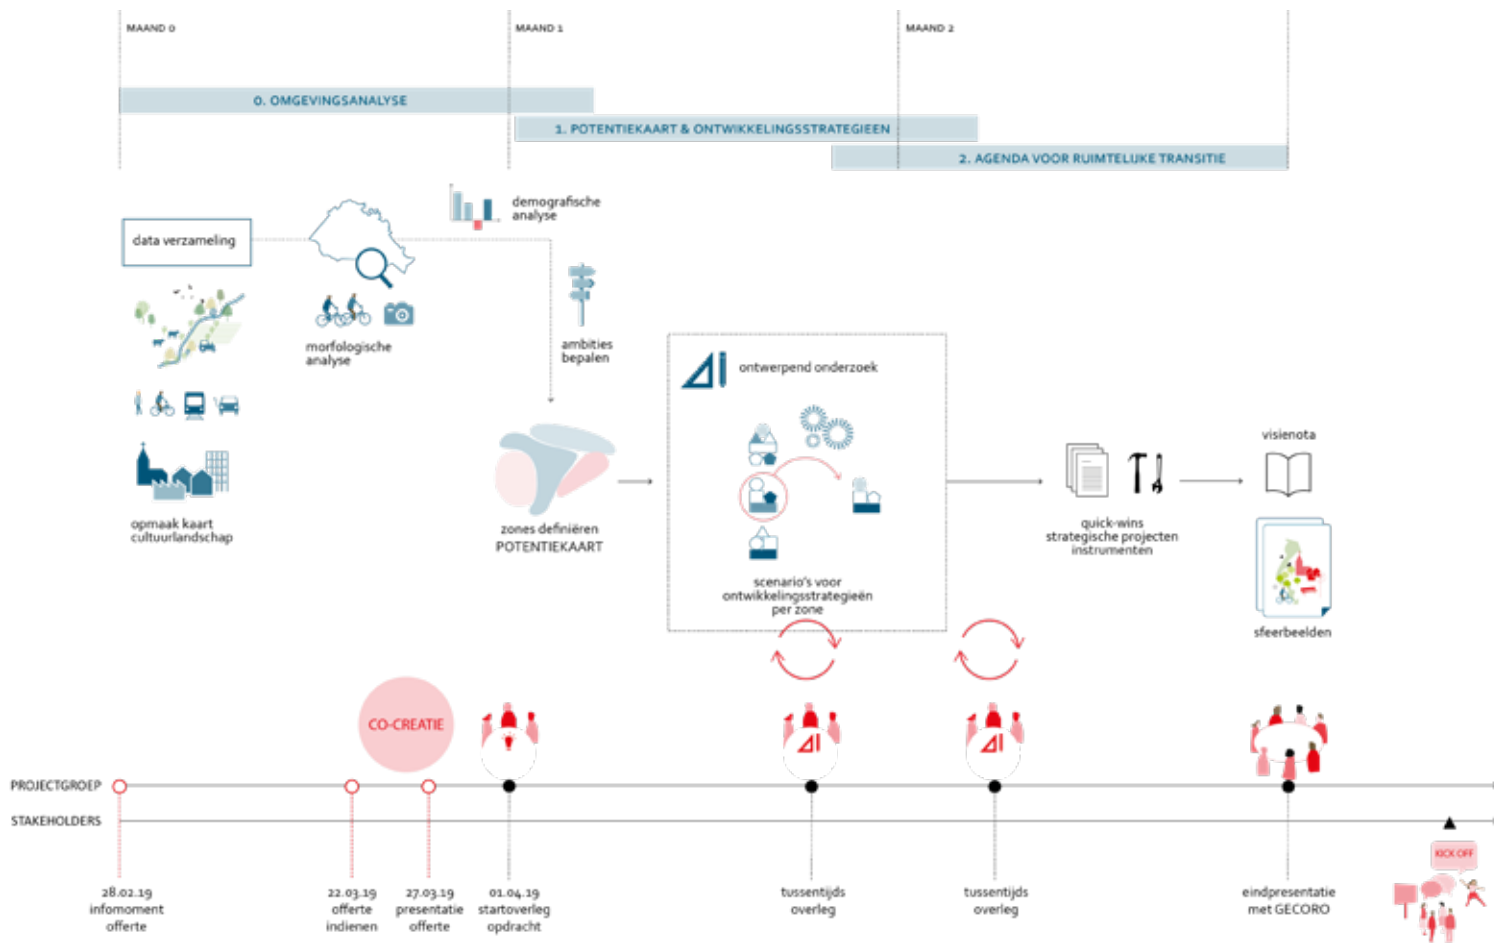 MAAND 0
MAAND 1
MAAND 2
0. OMGEVINGSANALYSE
1. POTENTIEKAART & ONTWIKKELINGSSTRATEGIEEN
2. AGENDA VOOR RUIMTELIJKE TRANSITIE
data verzameling
demografische
analyse
morfologische
analyse
ambities
bepalen
opmaak kaart
cultuurlandschap
zones definiëren
POTENTIEKAART
ontwerpend onderzoek
scenario's voor
ontwikkelingsstrategieën
per zone
quick-wins
strategische projecten
instrumenten
visienota
sfeerbeelden
CO-CREATIE
PROJECTGROEP
STAKEHOLDERS
KICK OFF
28.02.19
infomoment
offerte
22.03.19
offerte
indienen
27.03.19
presentatie
offerte
01.04.19
startoverleg
opdracht
tussentijds
overleg
tussentijds
overleg
eindpresentatie
met GECORO